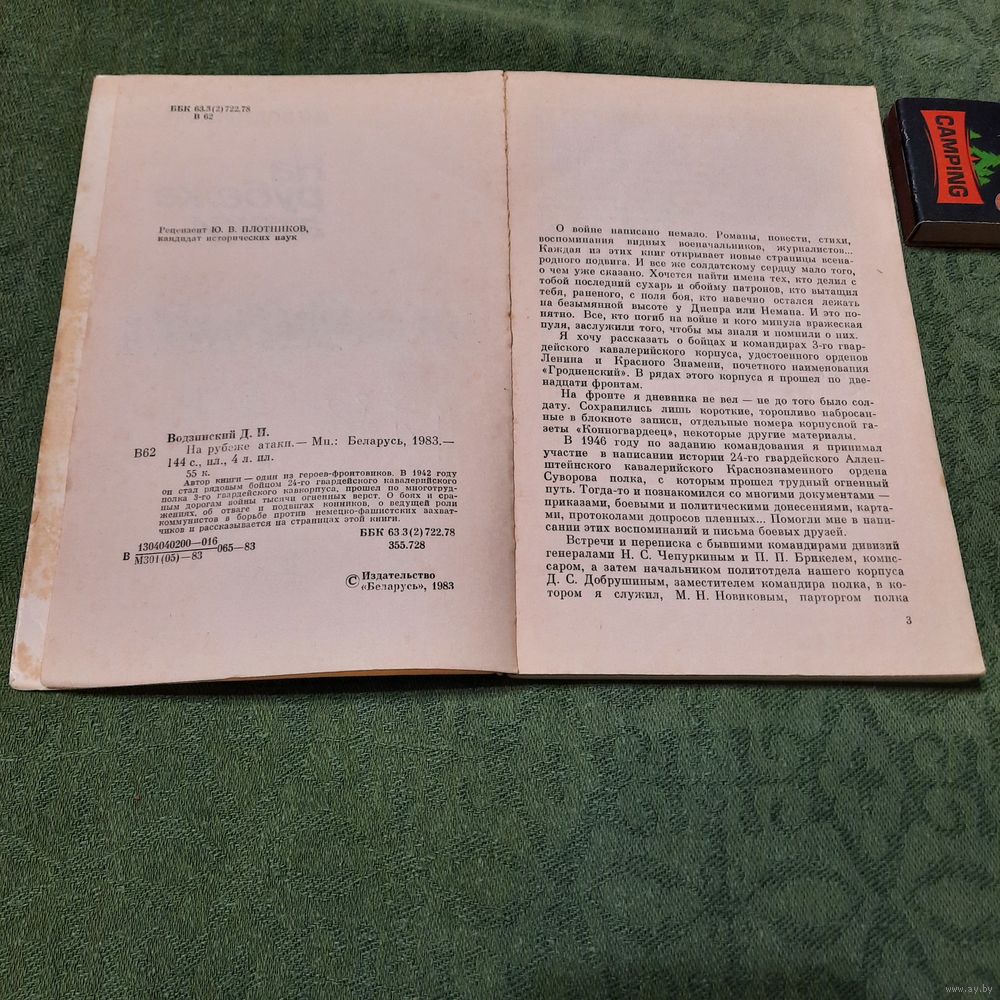 ББК 63.3(2)722.78
В 62
Рецензент Ю. В. ПЛОТНИКОВ,
кандидат исторических наук
Водзинский Д. И.
В62 На рубеже атаки.— Мн.: Беларусь, 1983.—
144 с., ил., 4 л. ил.
55 к.
Автор книги — один из героев-фронтовиков. В 1942 году
он стал рядовым бойцом 24-го гвардейского кавалерийского
полка 3-го гвардейского кавкорпуса, прошел по многотруд-
ным дорогам войны тысячи огненных верст. О боях и сра-
жениях, об отваге и подвигах конников, о ведущей роли
коммунистов в борьбе против немецко-фашистских захват-
чиков и рассказывается на страницах этой книги.
В 1304040200—016
М301(05)—83 065—83
ББК 63 3(2)722.78
355.728
© Издательство
«Беларусь», 1983
О войне написано немало. Романы, повести, стихи,
воспоминания видных военачальников, журналистов...
Каждая из этих книг открывает новые страницы всена-
родного подвига. И все же солдатскому сердцу мало того,
о чем уже сказано. Хочется найти имена тех, кто делил с
тобой последний сухарь и обойму патронов, кто вытащил
тебя, раненого, с поля боя, кто навечно остался лежать
на безымянной высоте у Днепра или Немана. И это по-
нятно. Все, кто погиб на войне и кого минула вражеская
пуля, заслужили того, чтобы мы знали и помнили о них.
Я хочу рассказать о бойцах и командирах 3-го гвар-
дейского кавалерийского корпуса, удостоенного орденов
Ленина и Красного Знамени, почетного наименования
«Гродненский». В рядах этого корпуса я прошел по две-
надцати фронтам.
На фронте я дневника не вел — не до того было сол-
дату. Сохранились лишь короткие, торопливо набросан-
ные в блокноте записи, отдельные номера корпусной га-
зеты «Конногвардеец», некоторые другие материалы.
В 1946 году по заданию командования я принимал
участие в написании истории 24-го гвардейского Аллен-
штейнского кавалерийского Краснознаменного ордена
Суворова полка, с которым прошел трудный огненный
путь. Тогда-то и познакомился со многими документами —
приказами, боевыми и политическими донесениями, карта-
ми, протоколами допросов пленных... Помогли мне в напи-
сании этих воспоминаний и письма боевых друзей.
Встречи и переписка с бывшими командирами дивизий
генералами Н. С. Чепуркиным и П. П. Брикелем, комис-
саром, а затем начальником политотдела нашего корпуса
Д. С. Добрушиным, заместителем командира полка, в ко-
тором я служил, М. Н. Новиковым, парторгом полка
3
CAMPING
www.ay.by